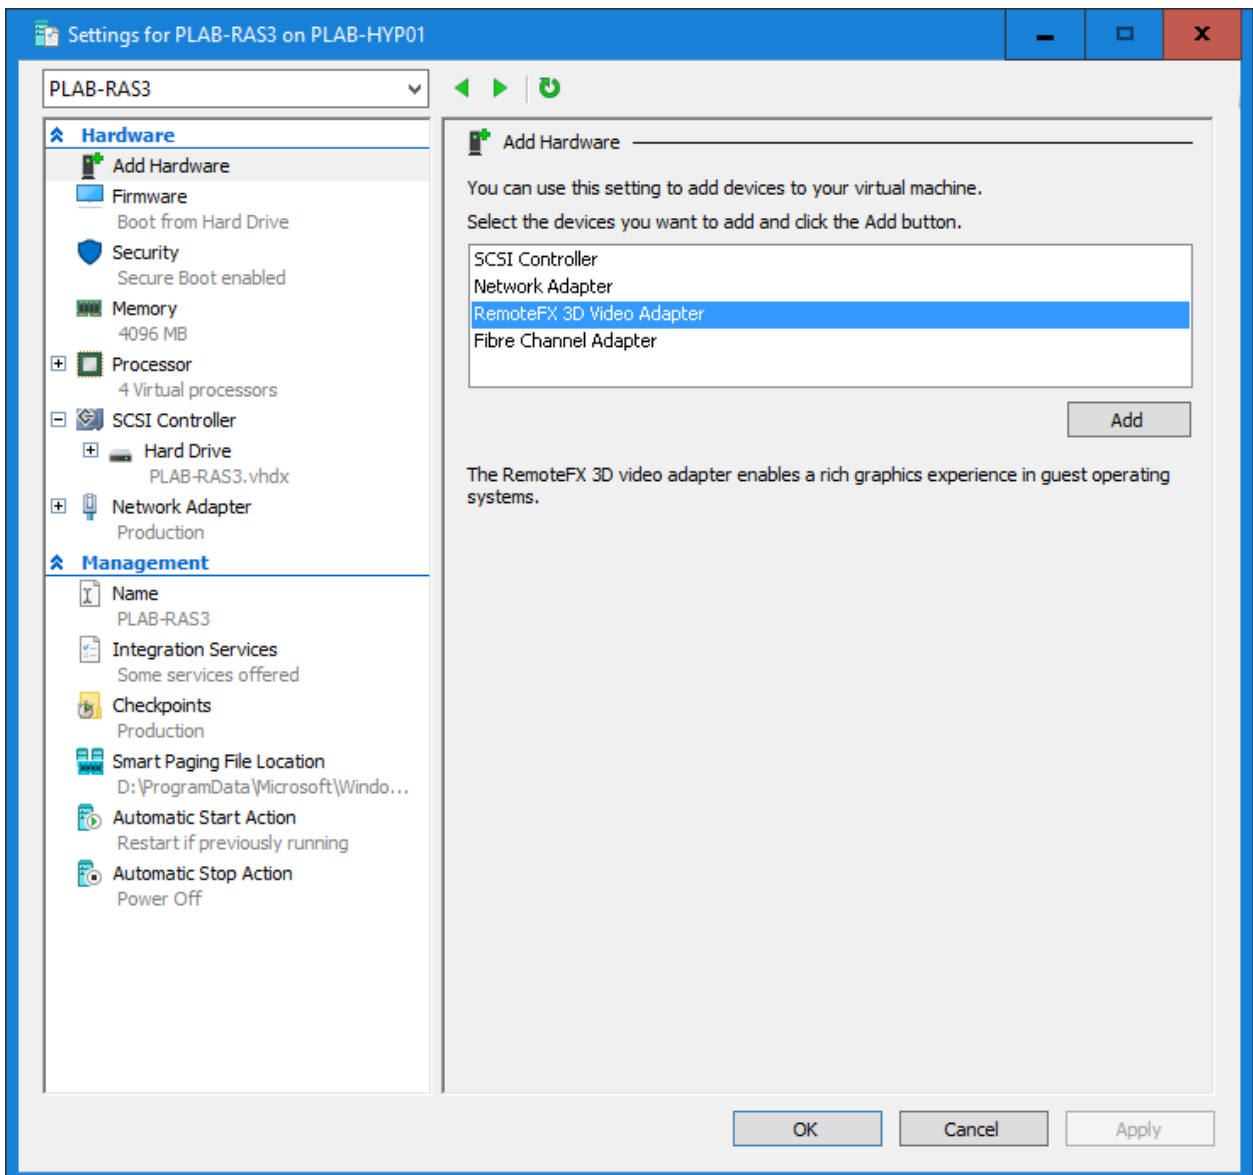 Settings for PLAB-RAS3 on PLAB-HYP01
PLAB-RAS3
Hardware
Add Hardware
Firmware
Boot from Hard Drive
Security
Secure Boot enabled
Memory
4096 MB
Processor
4 Virtual processors
SCSI Controller
Hard Drive
PLAB-RAS3.vhdx
Network Adapter
Production
Management
Name
PLAB-RAS3
Integration Services
Some services offered
Checkpoints
Production
Smart Paging File Location
D:\ProgramData\Microsoft\Windo...
Automatic Start Action
Restart if previously running
Automatic Stop Action
Power Off
Add Hardware
You can use this setting to add devices to your virtual machine.
Select the devices you want to add and click the Add button.
SCSI Controller
Network Adapter
RemoteFX 3D Video Adapter
Fibre Channel Adapter
Add
The RemoteFX 3D video adapter enables a rich graphics experience in guest operating
systems.
OK
Cancel
Apply